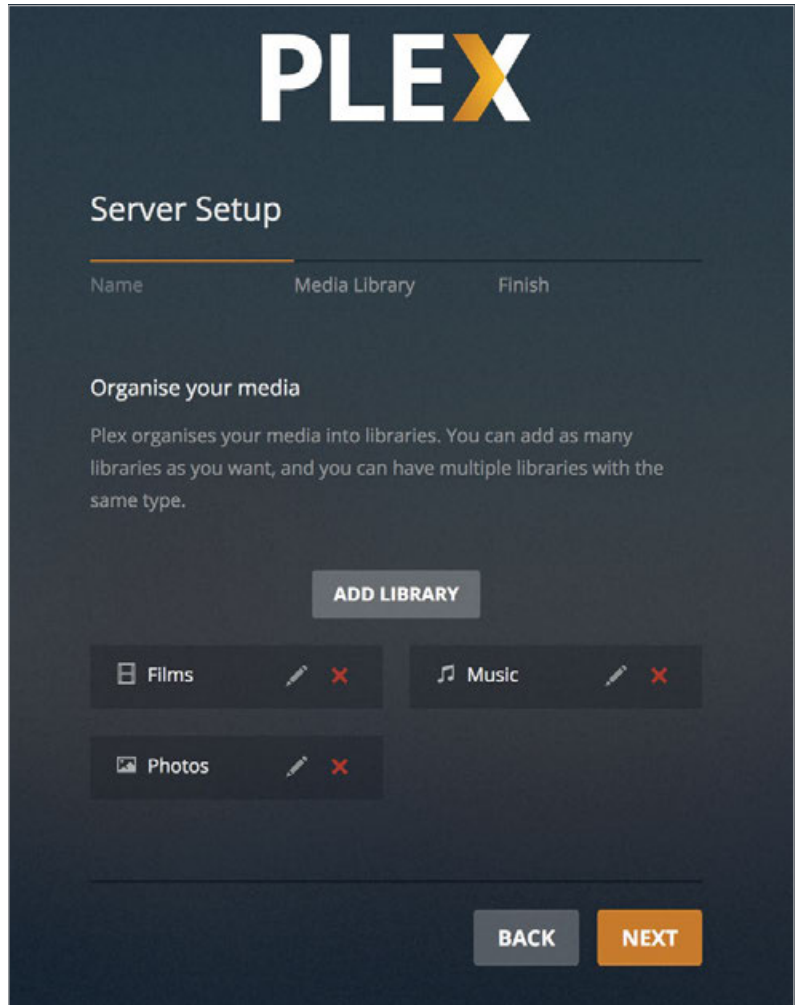 PLEX
Server Setup
Name Media Library Finish
Organise your media
Plex organises your media into libraries. You can add as many
libraries as you want, and you can have multiple libraries with the
same type.
ADD LIBRARY
Films Music
Photos
BACK NEXT